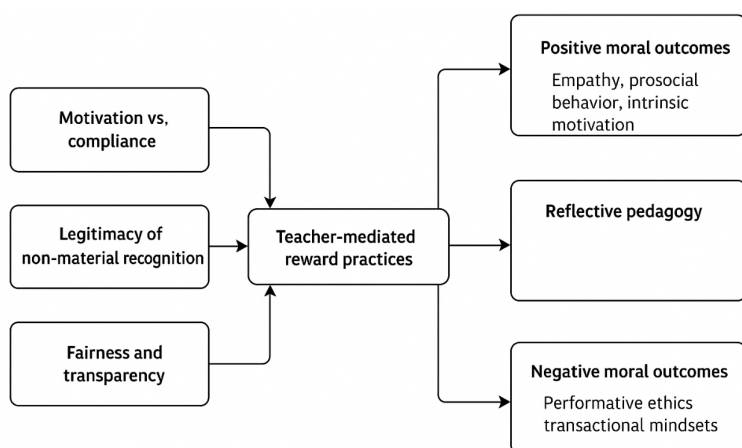 Motivation vs,
compliance
Legitimacy of
non-material recognition
Fairness and
transparency
Teacher-mediated
reward practices
Positive moral outcomes
Empathy, prosocial
behavior, intrinsic
motivation
Reflective pedagogy
Negative moral outcomes
Performative ethics
transactional mindsets